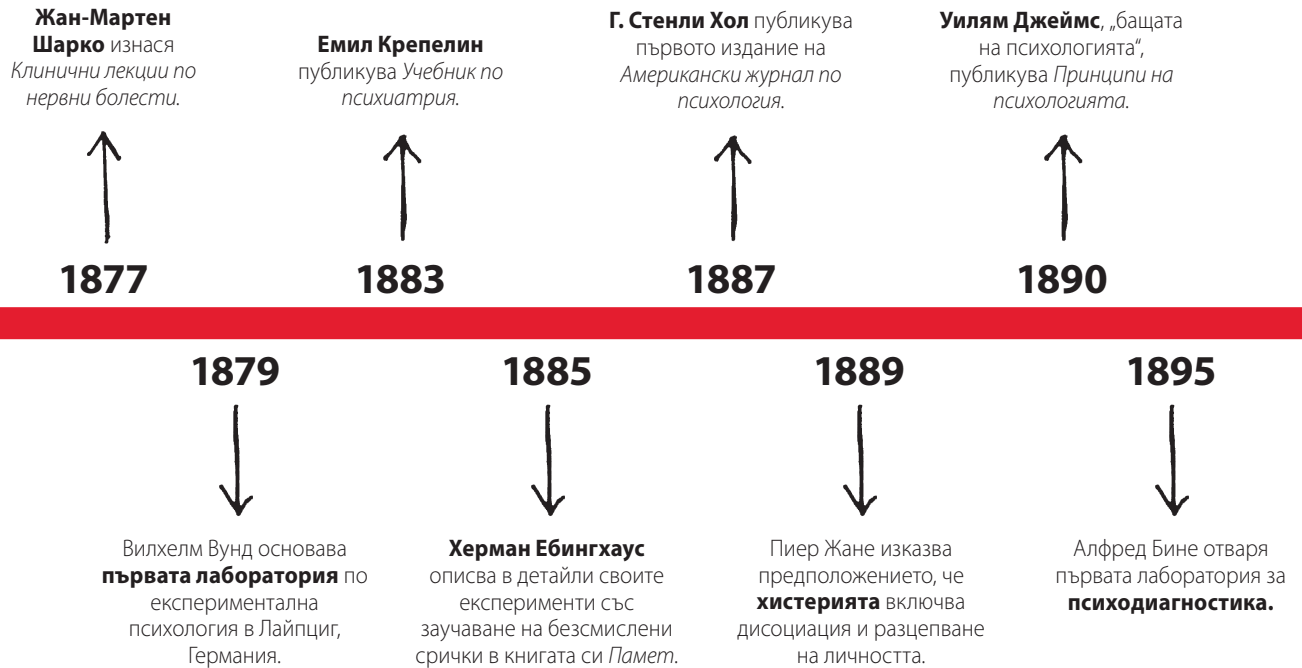 Жан-Мартен
Шарко изнася
Клинични лекции по
нервни болести.
Емил Крепелин
публикува Учебник по
психиатрия.
Г. Стенли Хол публикува
първото издание на
Американски журнал по
психология.
Уилям Джеймс, „бащата
на психологията“,
публикува Принципи на
психологията.
1877
1883
1887
1890
1879
1885
1889
1895
Вилхелм Вунд основава
първата лаборатория по
експериментална
психология в Лайпциг,
Германия.
Херман Ебингхаус
описва в детайли своите
експерименти със
заучаване на безсмислени
срички в книгата си Памет.
Пиер Жане изказва
предположението, че
хистерията включва
дисоциация и разцепване
на личността.
Алфред Бине отваря
първата лаборатория за
психодиагностика.